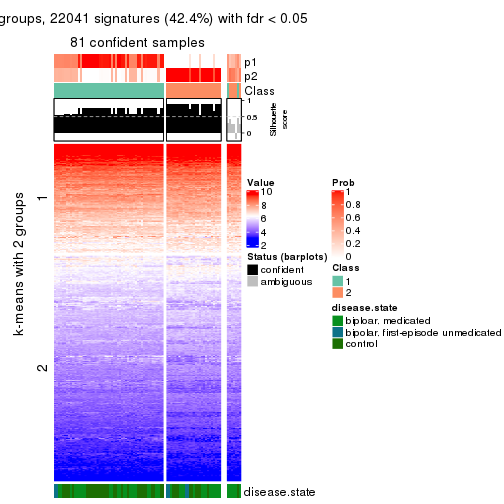 groups, 22041 signatures (42.4%) with fdr < 0.05
81 confident samples
p1
p2
Class
1
0.5
0
Silhouette
score
k-means with 2 groups
1
2
Value
10
8
6
4
2
Status (barplots)
confident
ambiguous
Prob
1
0.8
0.6
0.4
0.2
0
Class
1
2
disease.state
biploar. medicated
bipolar. first-episode unmedicated
control
disease.state